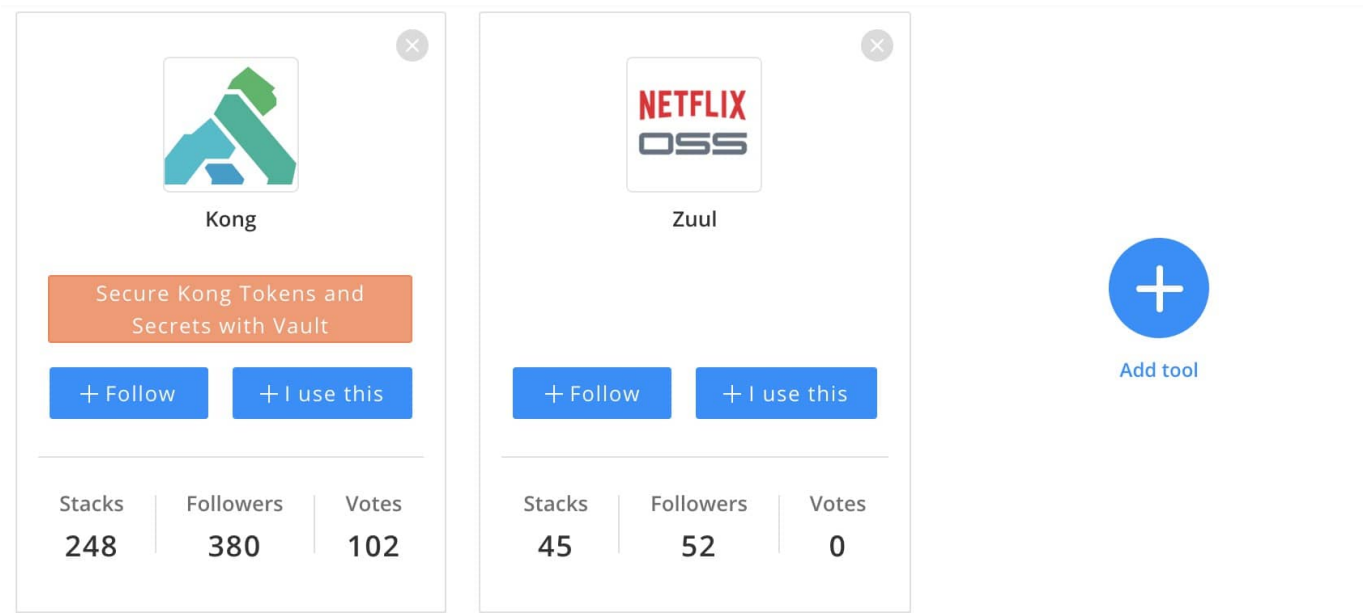 Kong
Secure Kong Tokens and
Secrets with Vault
+ Follow
+ I use this
Stacks
Followers
Votes
248
380
102
NETFLIX
OSS
Zuul
+ Follow
+ I use this
Stacks
Followers
Votes
45
52
0
Add tool